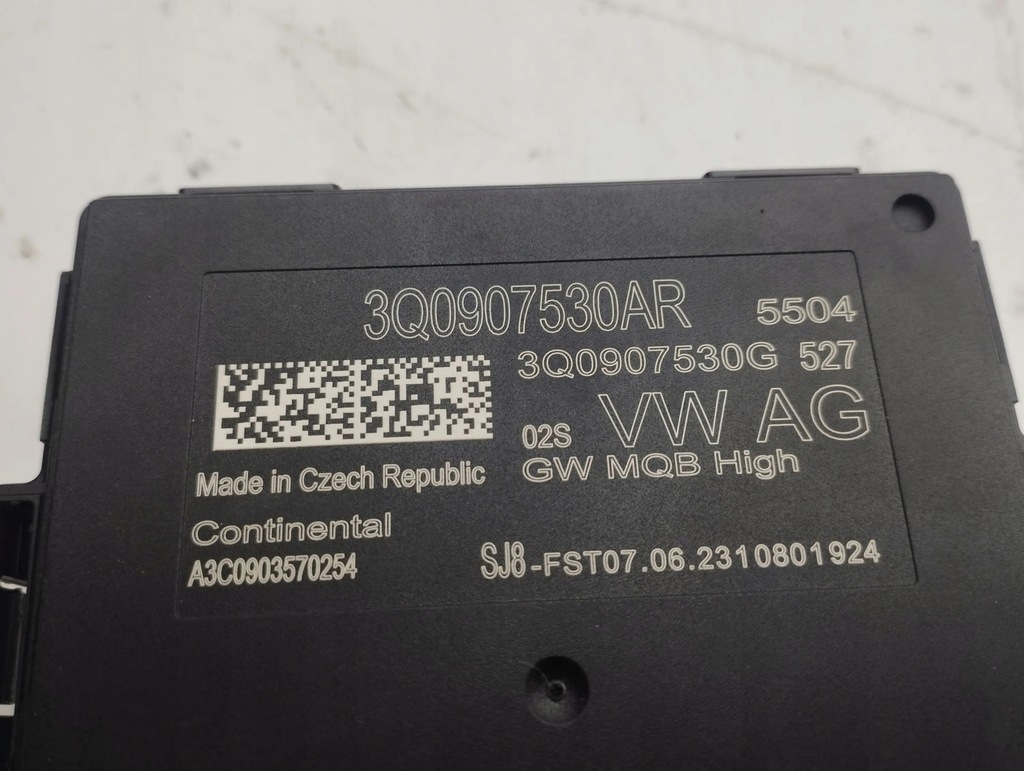 3Q0907530AR 5504
3Q0907530G 527
02S VW AG
GW MQB High
Made in Czech Republic
Continental
A3C0903570254
SJ8-FST07.06.2310801924